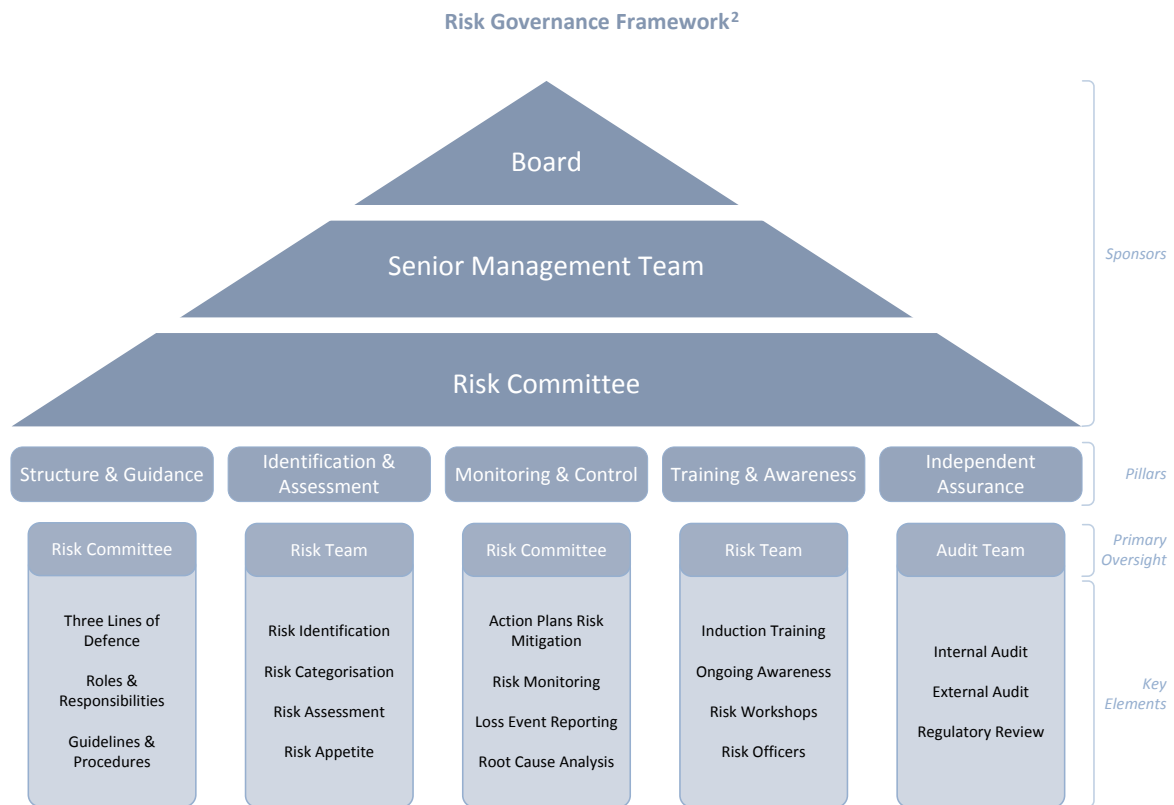 Risk Governance Framework²
Board
Senior Management Team
Risk Committee
Sponsors
Structure & Guidance
Identification &
Assessment
Monitoring & Control
Training & Awareness
Independent
Assurance
Pillars
Risk Committee
Risk Team
Risk Committee
Risk Team
Audit Team
Primary
Oversight
Three Lines of
Defence
Roles &
Responsibilities
Guidelines &
Procedures
Risk Identification
Risk Categorisation
Risk Assessment
Risk Appetite
Action Plans Risk
Mitigation
Risk Monitoring
Loss Event Reporting
Root Cause Analysis
Induction Training
Ongoing Awareness
Risk Workshops
Risk Officers
Internal Audit
External Audit
Regulatory Review
Key
Elements